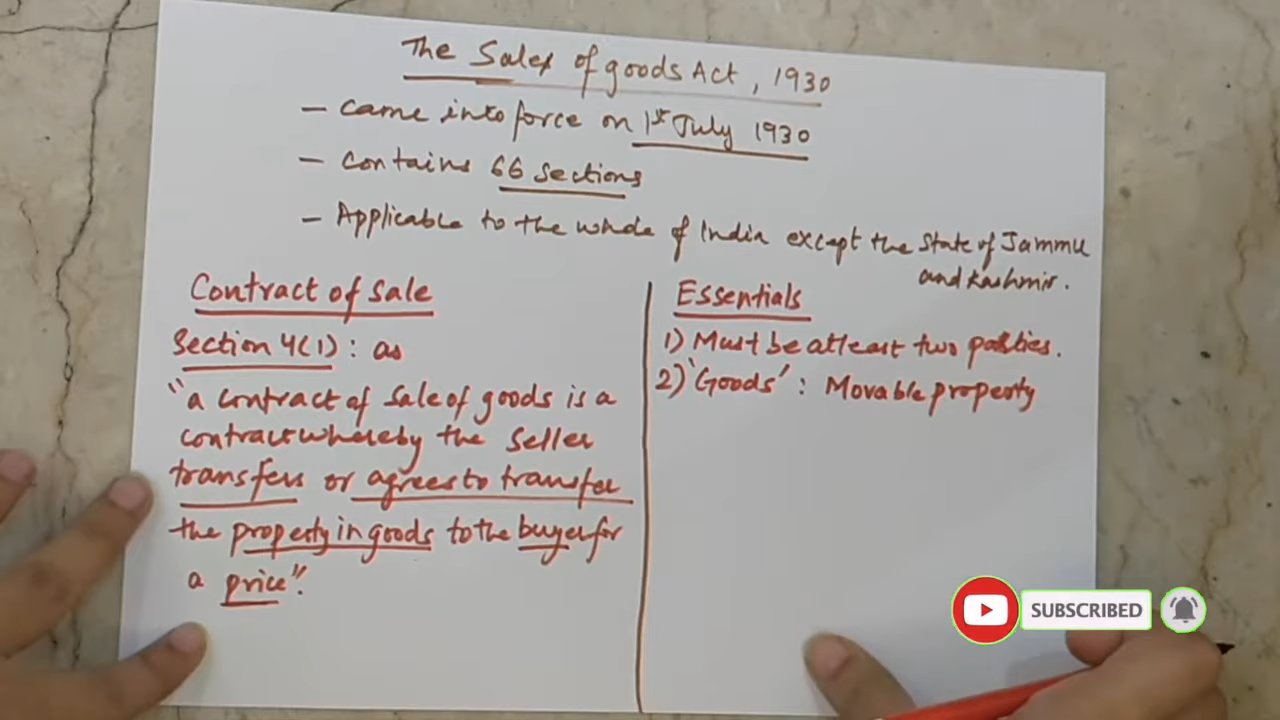 The Sales of goods Act, 1930
- Came into force on 1st July 1930
- Contains 66 Sections
- Applicable to the whole of India except the State of Jammu
and Kashmir.
Contract of Sale
Section 4(1) : as
"a contract of Sale of goods is a
contract whereby the Seller
transfers or agrees to transfer
the property in goods to the buyer for
a price".
Essentials
1) Must be atleast two parties.
2) 'Goods' : Movable property
SUBSCRIBED